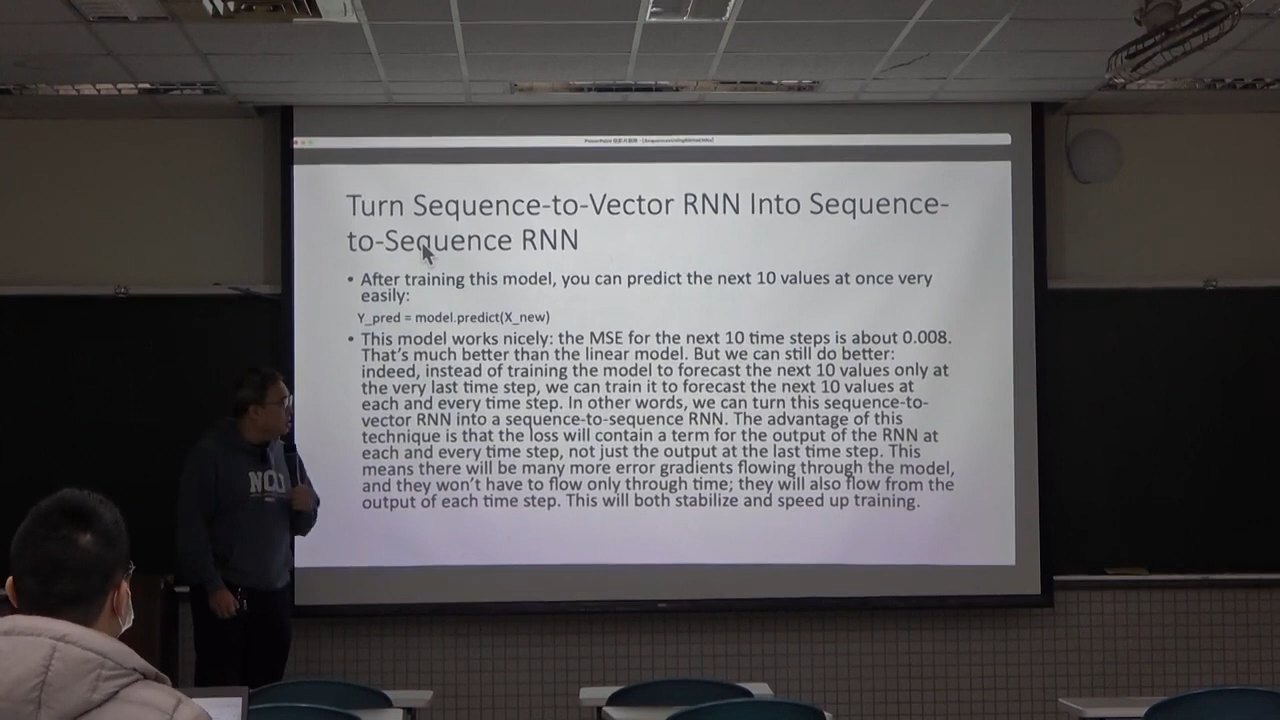 Turn Sequence-to-Vector RNN Into Sequence-
to-Sequence RNN
• After training this model, you can predict the next 10 values at once very
easily:
Y_pred = model.predict(X_new)
• This model works nicely: the MSE for the next 10 time steps is about 0.008.
That's much better than the linear model. But we can still do better:
indeed, instead of training the model to forecast the next 10 values only at
the very last time step, we can train it to forecast the next 10 values at
each and every time step. In other words, we can turn this sequence-to-
vector RNN into a sequence-to-sequence RNN. The advantage of this
technique is that the loss will contain a term for the output of the RNN at
each and every time step, not just the output at the last time step. This
means there will be many more error gradients flowing through the model,
and they won't have to flow only through time; they will also flow from the
output of each time step. This will both stabilize and speed up training.